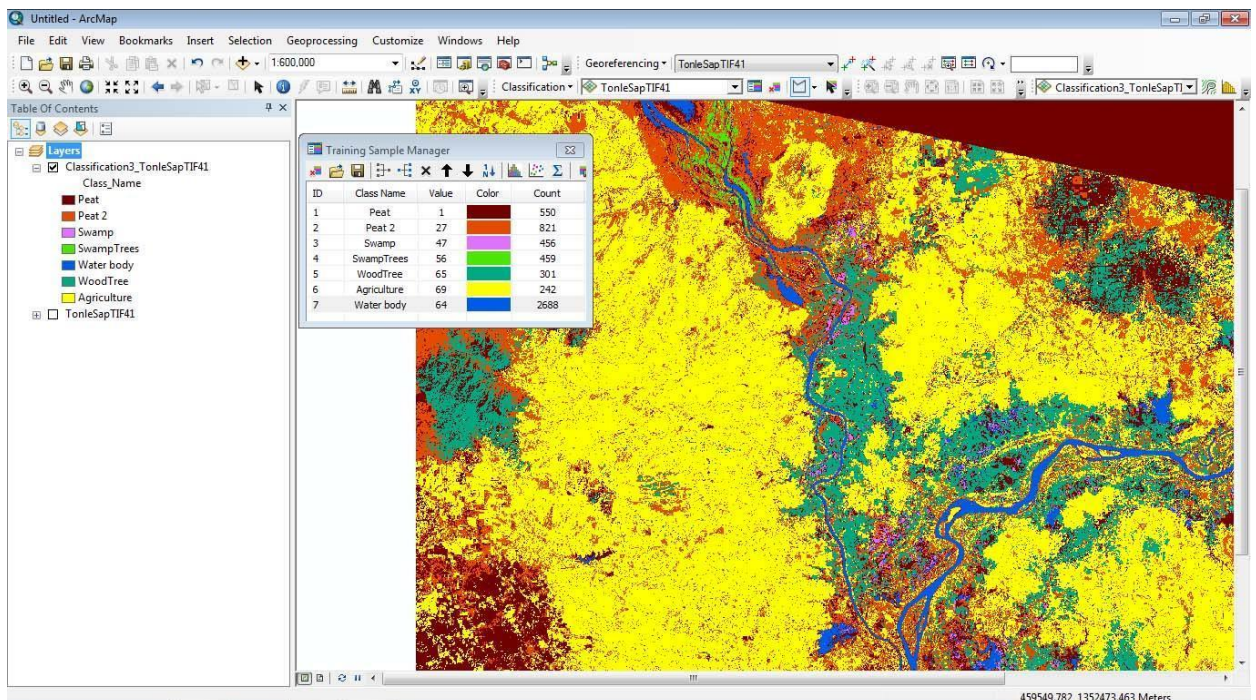 Untitled - ArcMap
File Edit View Bookmarks Insert Selection Geoprocessing Customize Windows Help
1:600,000 Georeferencing TonleSapTIF41
Classification TonleSapTIF41 Classification3_TonleSapTI
Table Of Contents
Layers
Classification3_TonleSapTIF41
Class_Name
Peat
Peat 2
Swamp
SwampTrees
Water body
WoodTree
Agriculture
TonleSapTIF41
Training Sample Manager
ID Class Name Value Color Count
1 Peat 1 550
2 Peat 2 27 821
3 Swamp 47 456
4 SwampTrees 56 459
5 WoodTree 65 301
6 Agriculture 69 242
7 Water body 64 2688
459549.782 1352473.463 Meters